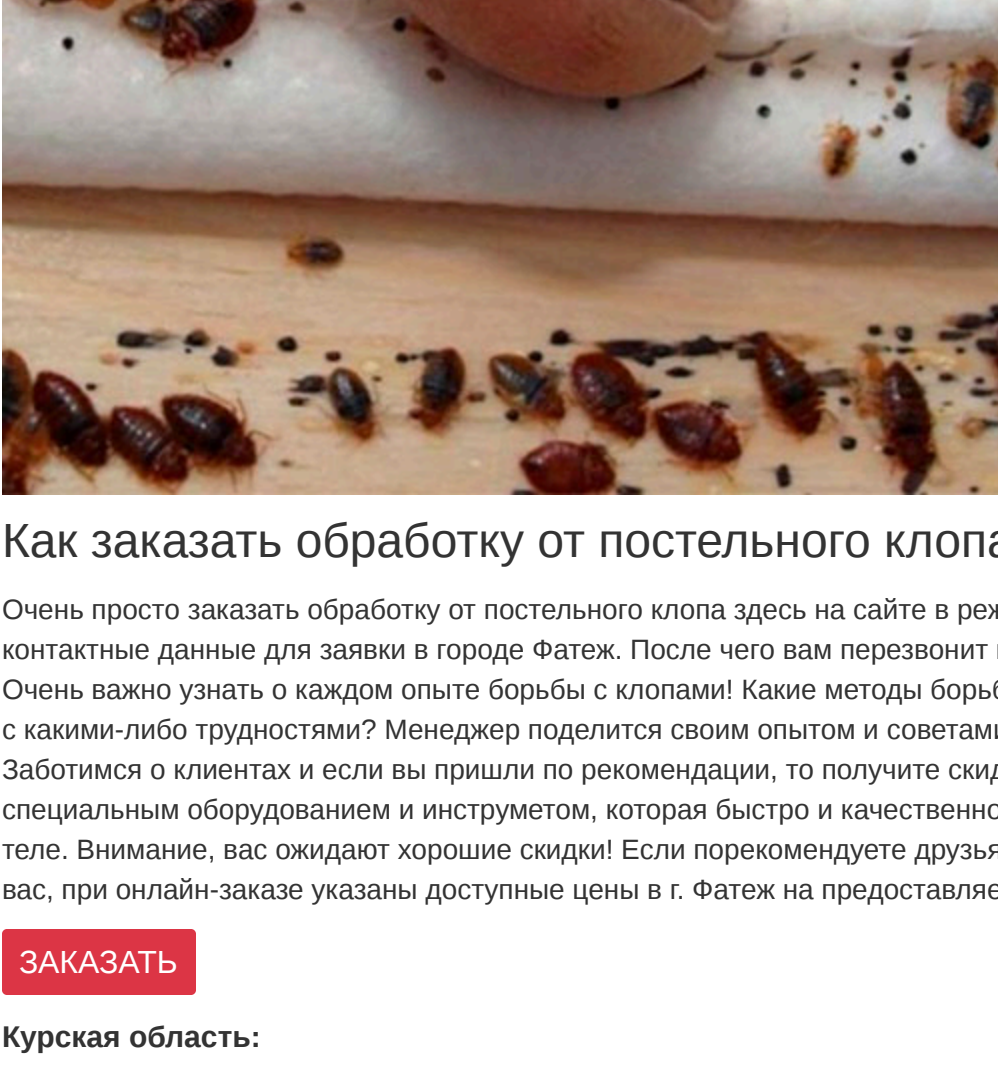 Как заказать обработку от постельного клопа
Очень просто заказать обработку от постельного клопа здесь на сайте в
контактные данные для заявки в городе Фатеж. После чего вам перезвонит
Очень важно узнать о каждом опыте борьбы с клопами! Какие методы
с какими-либо трудностями? Менеджер поделится своим опытом и
Заботимся о клиентах и если вы пришли по рекомендации, то получите
специальным оборудованием и инструметом, которая быстро и
теле. Внимание, вас ожидают хорошие скидки! Если порекомендуете
вас, при онлайн-заказе указаны доступные цены в г. Фатеж на
ЗАКАЗАТЬ
Курская область: